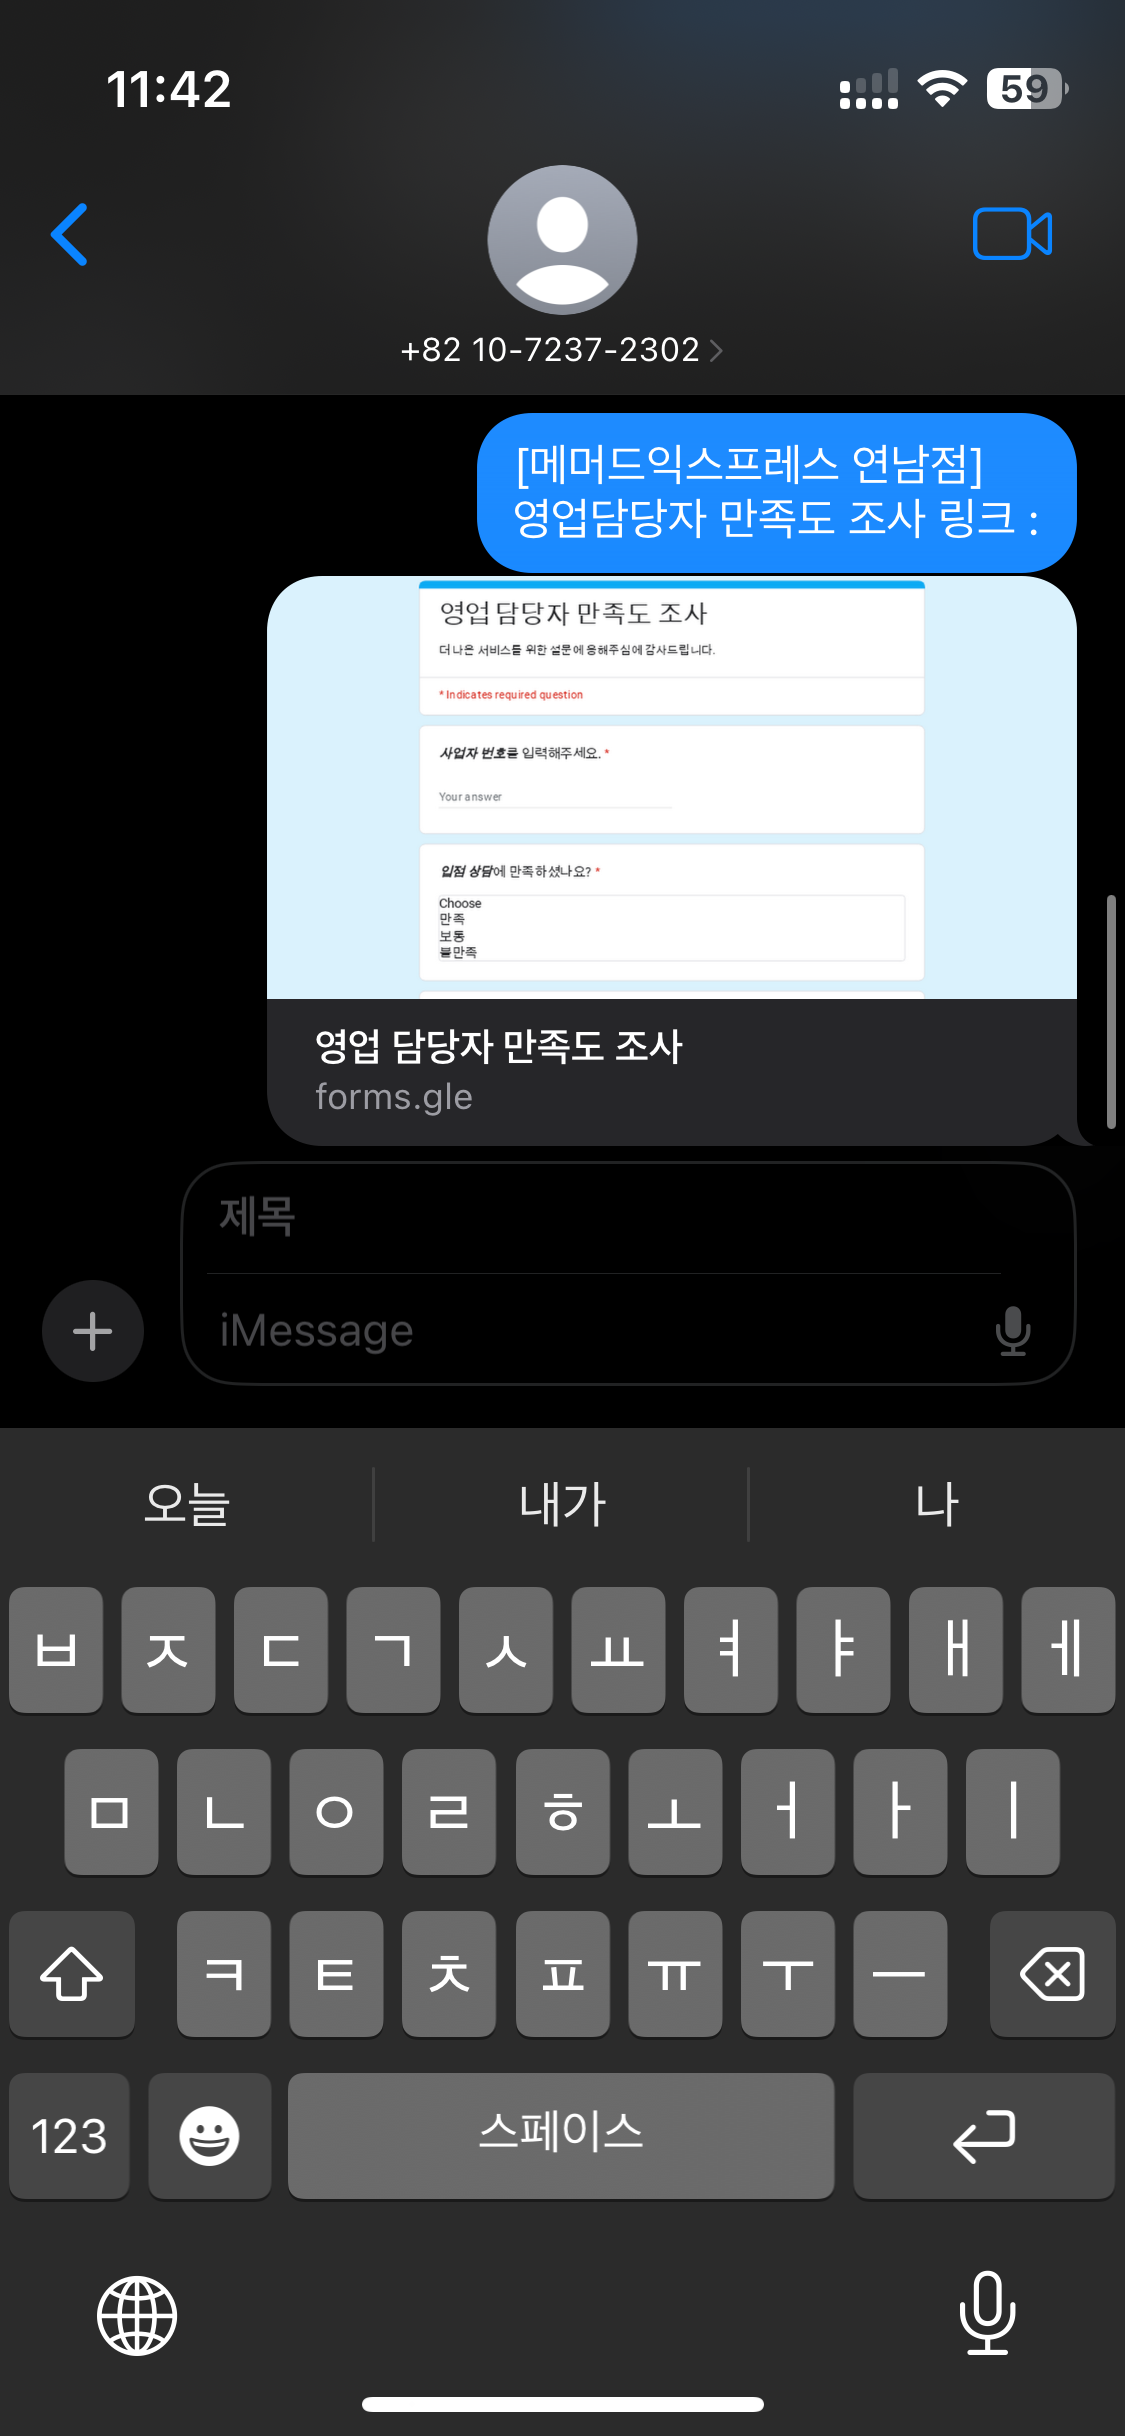 11:42
59
+82 10-7237-2302
[메머드익스프레스 연남점]
영업담당자 만족도 조사 링크 :
영업 담당자 만족도 조사
더 나은 서비스를 위한 설문에 응해주심에 감사드립니다.
* Indicates required question
사업자 번호를 입력해주세요. *
Your answer
입점 상담에 만족하셨나요? *
Choose
만족
보통
불만족
영업 담당자 만족도 조사
forms.gle
제목
iMessage
오늘 내가 나
ㅂ ㅈ ㄷ ㄱ ㅅ ㅛ ㅕ ㅑ ㅐ ㅔ
ㅁ ㄴ ㅇ ㄹ ㅎ ㅗ ㅓ ㅏ ㅣ
ㅋ ㅌ ㅊ ㅍ ㅠ ㅜ ㅡ
123 스페이스